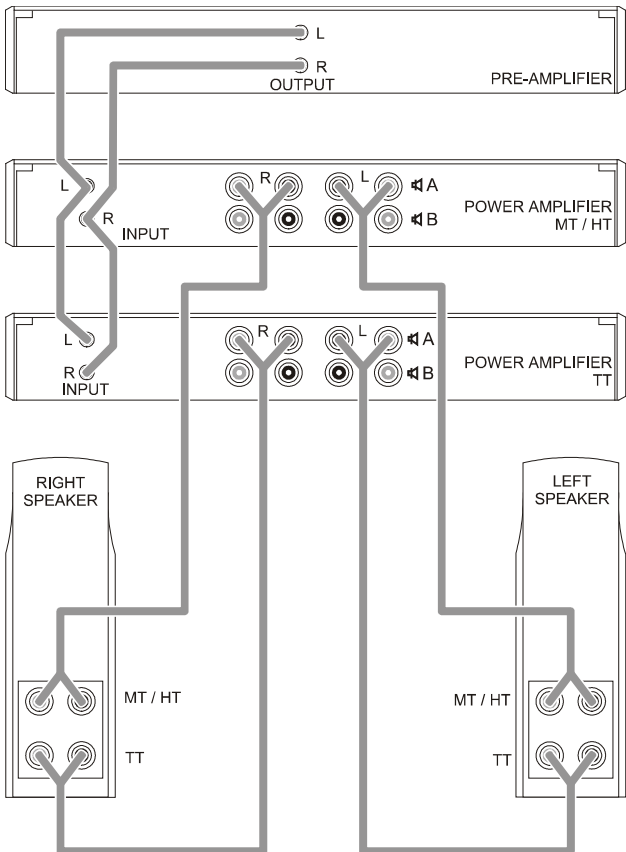 L
R
OUTPUT
PRE-AMPLIFIER
L
R
L
A
R
INPUT
B
POWER AMPLIFIER
MT / HT
L
R
L
A
R
INPUT
B
POWER AMPLIFIER
TT
RIGHT
SPEAKER
LEFT
SPEAKER
MT / HT
MT / HT
TT
TT